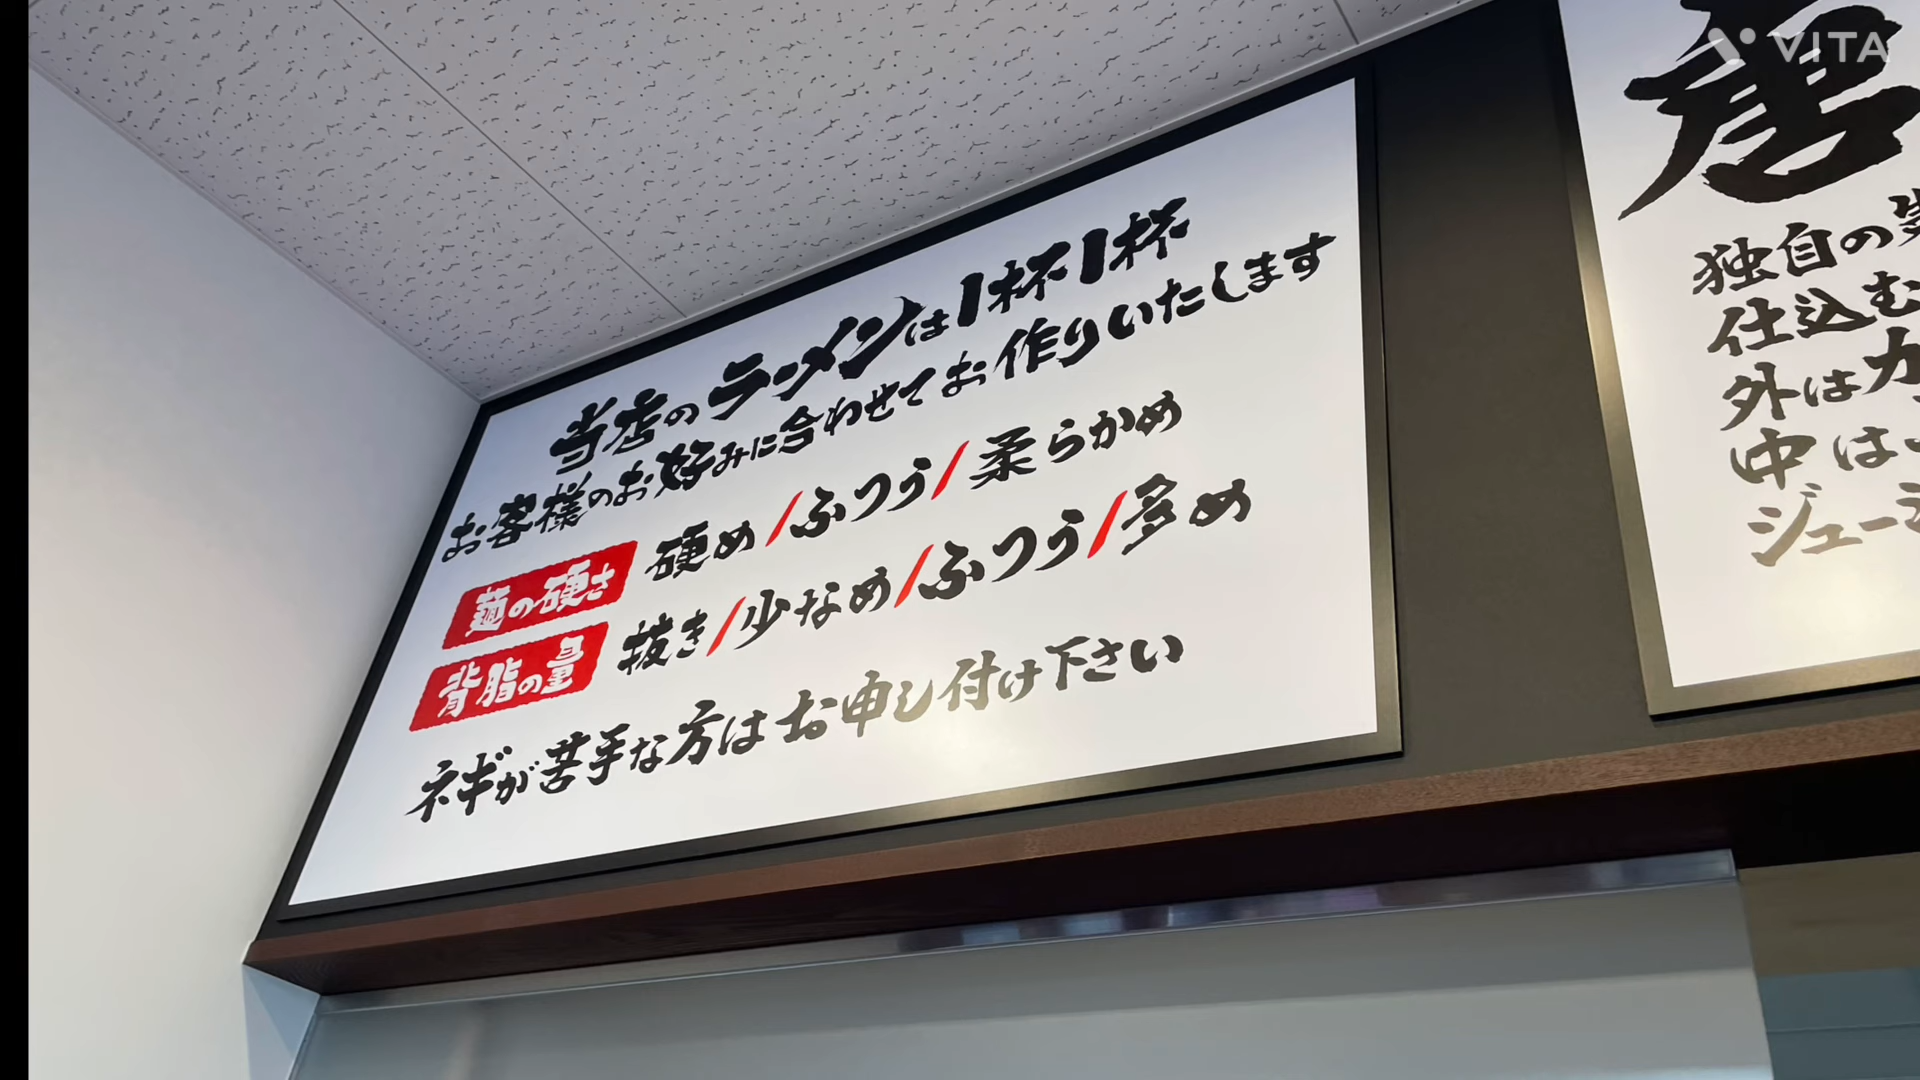 当店のラーメンは1杯1杯
お客様のお好みに合わせてお作りいたします
麺の硬さ 硬め/ふつう/柔らかめ
背脂の量 抜き/少なめ/ふつう/多め
ネギが苦手な方はお申し付け下さい
唐
独自の
仕込む
外はカ
中は
ジュー
VITA